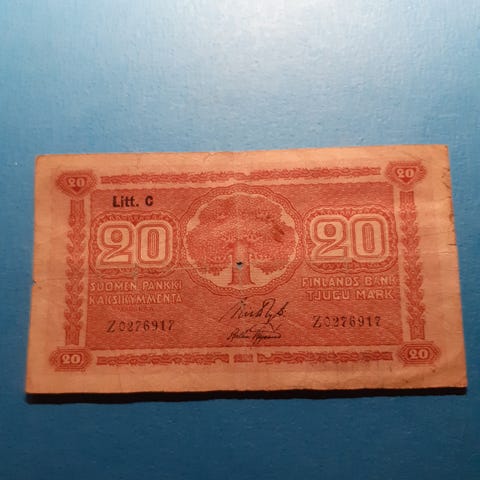 20 20
Litt. C
20 20
SUOMEN PANKKI FINLANDS BANK
KAKSIKYMMENTÄ TJUGU MARK
Z0276917 Z0276917
20 20